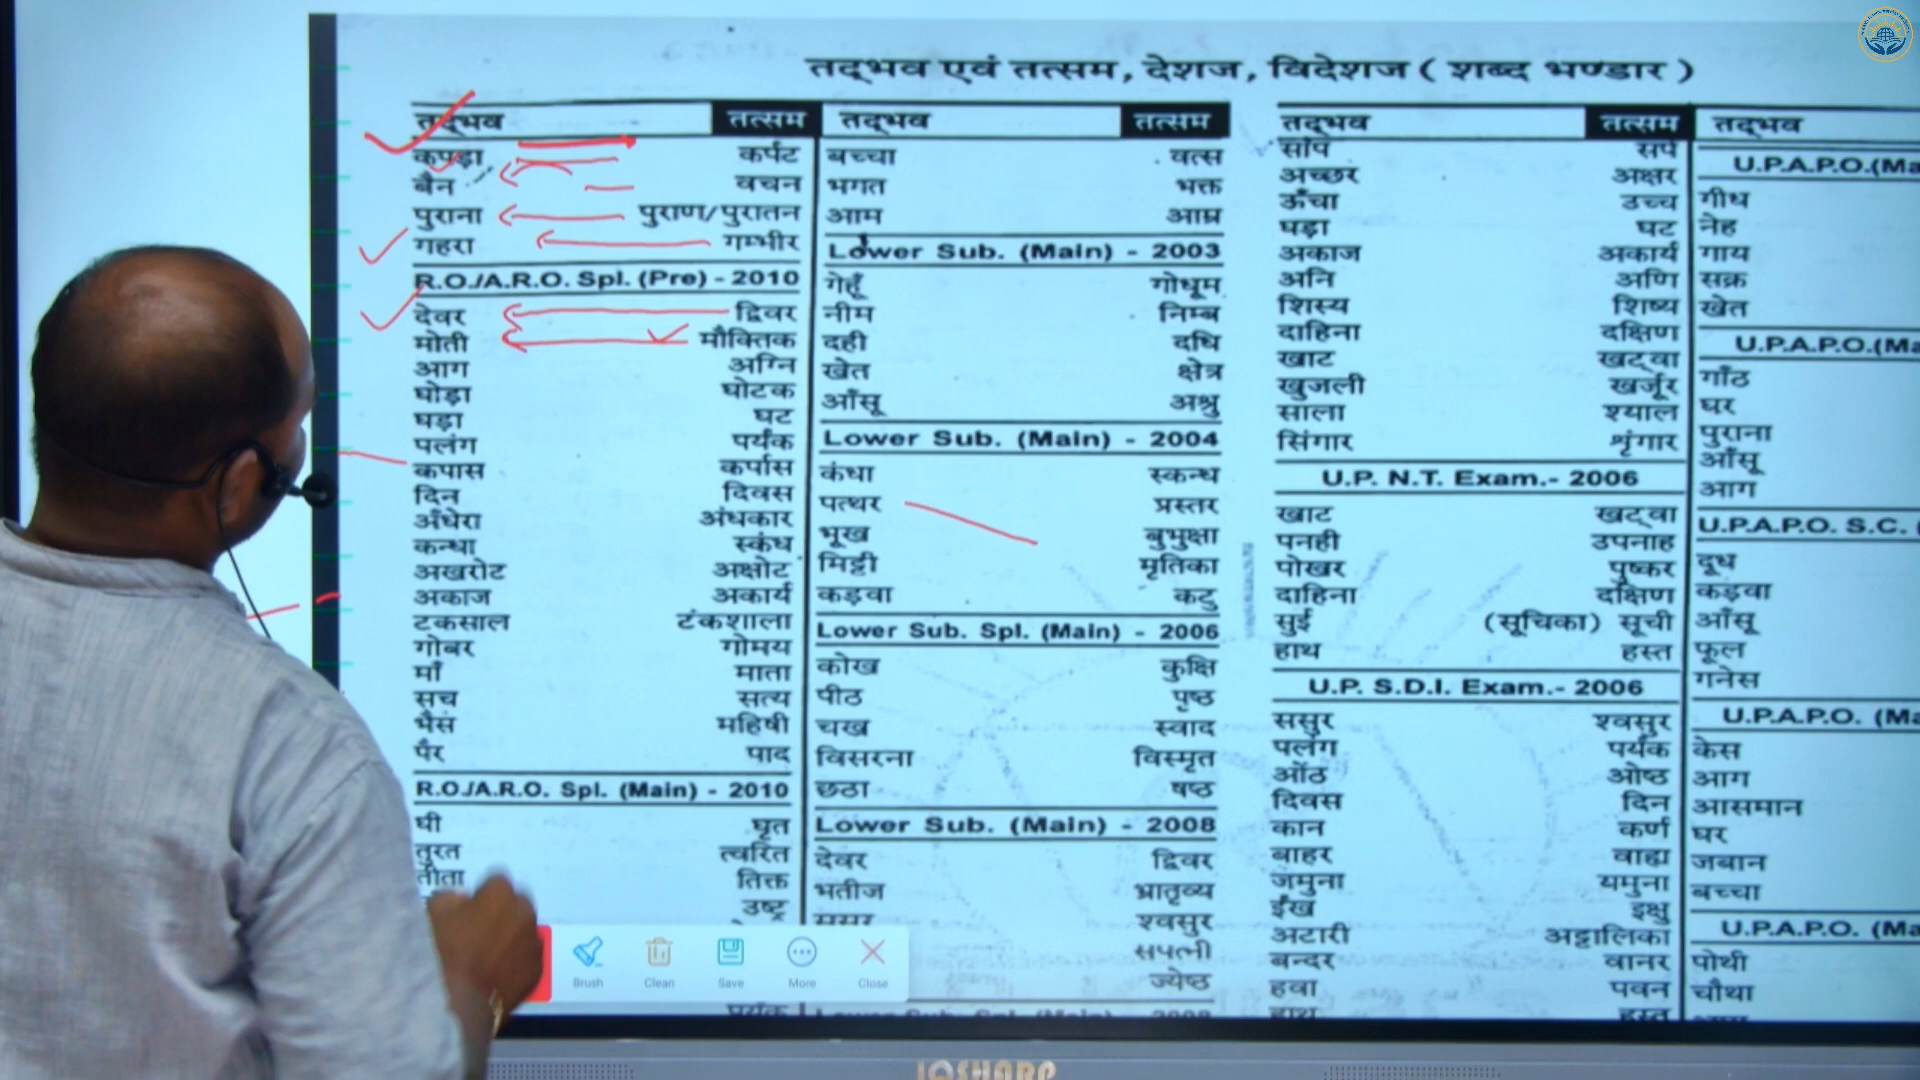 तद्भव एवं तत्सम, देशज, विदेशज ( शब्द भण्डार )
तद्भव तत्सम
कपड़ा कर्पट
बैन वचन
पुराना पुराण/पुरातन
गहरा गम्भीर
R.O./A.R.O. Spl. (Pre) - 2010
देवर द्विवर
मोती मौक्तिक
आग अग्नि
घोड़ा घोटक
घड़ा घट
पलंग पर्यंक
कपास कर्पास
दिन दिवस
अँधेरा अंधकार
कन्धा स्कंध
अखरोट अक्षोट
अकाज अकार्य
टकसाल टंकशाला
गोबर गोमय
माँ माता
सच सत्य
भैंस महिषी
पैर पाद
R.O./A.R.O. Spl. (Main) - 2010
घी घृत
तुरत त्वरित
तीता तिक्त
उष्ट्र
पर्यंक
तद्भव तत्सम
बच्चा वत्स
भगत भक्त
आम आम्र
Lower Sub. (Main) - 2003
गेहूँ गोधूम
नीम निम्ब
दही दधि
खेत क्षेत्र
आँसू अश्रु
Lower Sub. (Main) - 2004
कंधा स्कन्ध
पत्थर प्रस्तर
भूख बुभुक्षा
मिट्टी मृतिका
कड़वा कटु
Lower Sub. Spl. (Main) - 2006
कोख कुक्षि
पीठ पृष्ठ
चख स्वाद
विसरना विस्मृत
छठा षष्ठ
Lower Sub. (Main) - 2008
देवर द्विवर
भतीज भ्रातृव्य
ससुर श्वसुर
सपत्नी
ज्येष्ठ
Lower Sub. Spl. (Main) - 2008
तद्भव तत्सम
साँप सर्प
अच्छर अक्षर
ऊँचा उच्च
घड़ा घट
अकाज अकार्य
अनि अणि
शिस्य शिष्य
दाहिना दक्षिण
खाट खट्वा
खुजली खर्जूर
साला श्याल
सिंगार शृंगार
U.P. N.T. Exam.- 2006
खाट खट्वा
पनही उपनाह
पोखर पुष्कर
दाहिना दक्षिण
सुई (सूचिका) सूची
हाथ हस्त
U.P. S.D.I. Exam.- 2006
ससुर श्वसुर
पलंग पर्यंक
ओंठ ओष्ठ
दिवस दिन
कान कर्ण
बाहर वाह्य
जमुना यमुना
ईख इक्षु
अटारी अट्टालिका
बन्दर वानर
हवा पवन
हाथ हस्त
तद्भव
U.P.A.P.O.(Ma
गीध
नेह
गाय
सक्र
खेत
U.P.A.P.O.(Ma
गाँठ
घर
पुराना
आँसू
आग
U.P.A.P.O. S.C. (
दूध
कड़वा
आँसू
फूल
गनेस
U.P.A.P.O. (Ma
केस
आग
आसमान
घर
जबान
बच्चा
U.P.A.P.O. (Ma
पोथी
चौथा
Brush Clean Save More Close
IQSHARP